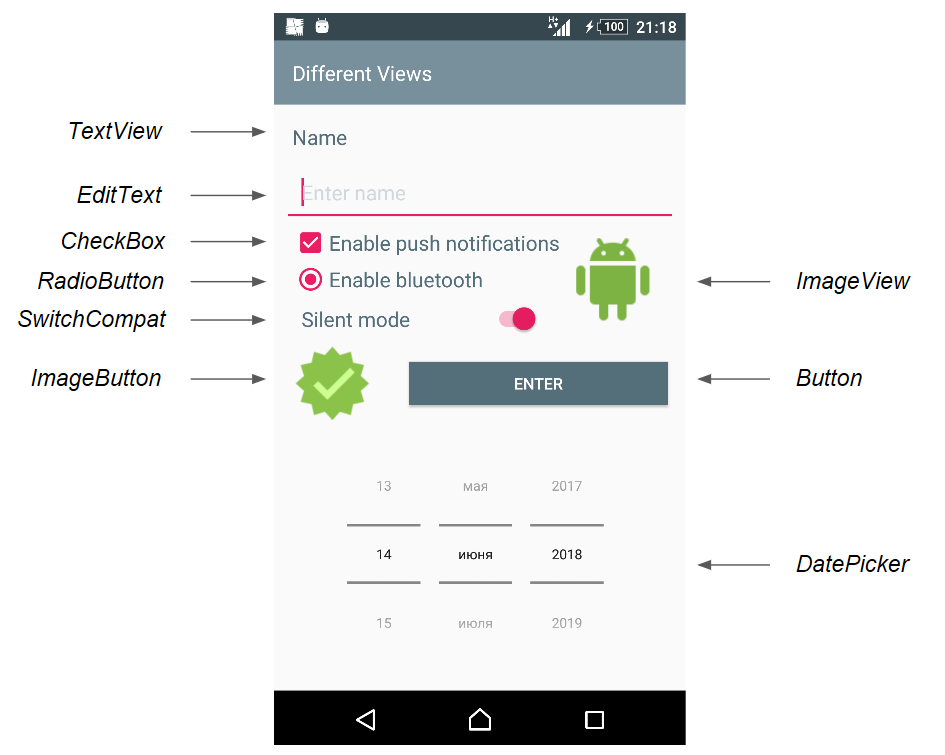 H+
100 21:18
Different Views
TextView
Name
EditText
Enter name
CheckBox
Enable push notifications
RadioButton
Enable bluetooth
ImageView
SwitchCompat
Silent mode
ImageButton
ENTER
Button
13 мая 2017
14 июня 2018
DatePicker
15 июля 2019